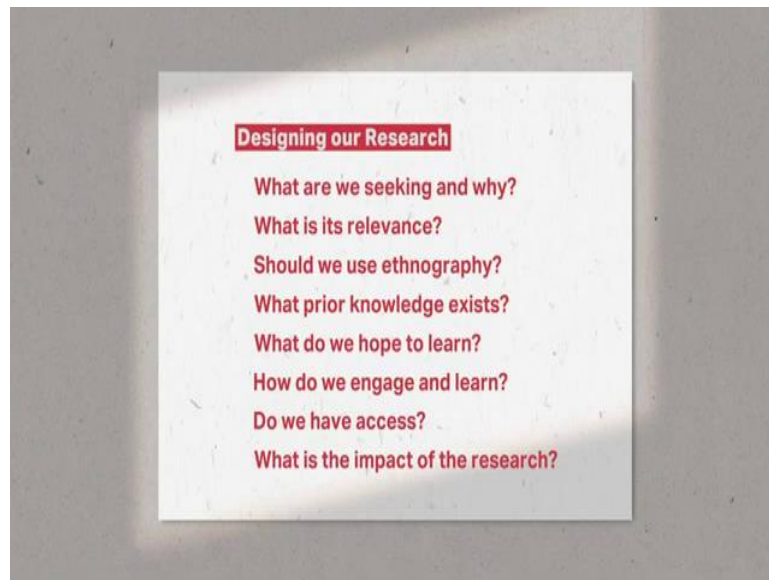 Designing our Research
What are we seeking and why?
What is its relevance?
Should we use ethnography?
What prior knowledge exists?
What do we hope to learn?
How do we engage and learn?
Do we have access?
What is the impact of the research?